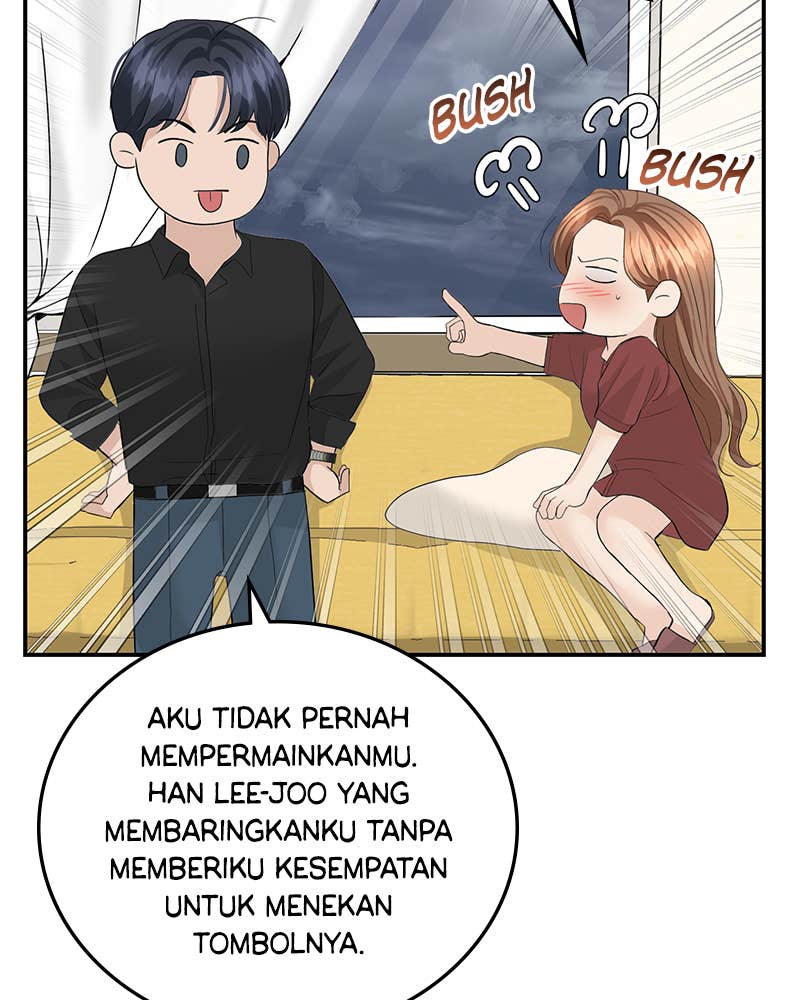 BUSH
BUSH
AKU TIDAK PERNAH
MEMPERMAINKANMU.
HAN LEE-JOO YANG
MEMBARINGKANKU TANPA
MEMBERIKU KESEMPATAN
UNTUK MENEKAN
TOMBOLNYA.